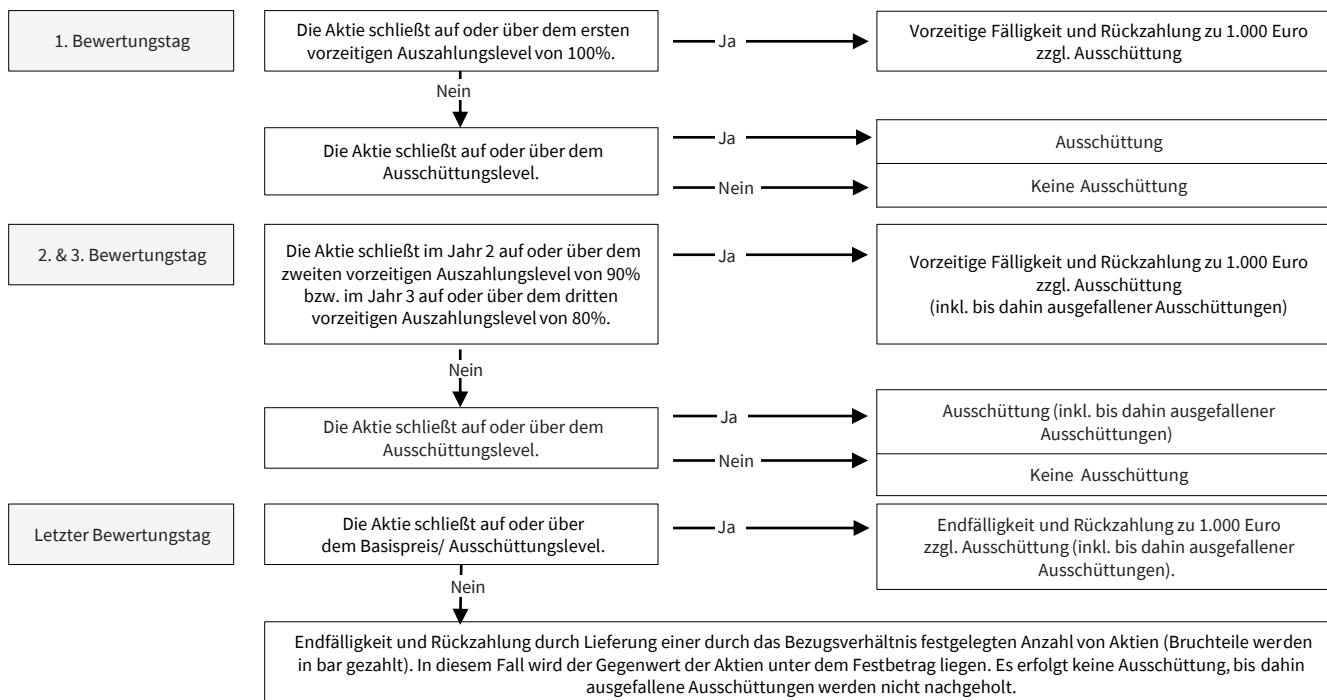 1. Bewertungstag
Die Aktie schließt auf oder über dem ersten
vorzeitigen Auszahlungslevel von 100%.
Ja
Vorzeitige Fälligkeit und Rückzahlung zu 1.000 Euro
zzgl. Ausschüttung
Nein
Die Aktie schließt auf oder über dem
Ausschüttungslevel.
Ja
Ausschüttung
Nein
Keine Ausschüttung
2. & 3. Bewertungstag
Die Aktie schließt im Jahr 2 auf oder über dem
zweiten vorzeitigen Auszahlungslevel von 90%
bzw. im Jahr 3 auf oder über dem dritten
vorzeitigen Auszahlungslevel von 80%.
Ja
Vorzeitige Fälligkeit und Rückzahlung zu 1.000 Euro
zzgl. Ausschüttung
(inkl. bis dahin ausgefallener Ausschüttungen)
Nein
Die Aktie schließt auf oder über dem
Ausschüttungslevel.
Ja
Ausschüttung (inkl. bis dahin ausgefallener
Ausschüttungen)
Nein
Keine Ausschüttung
Letzter Bewertungstag
Die Aktie schließt auf oder über
dem Basispreis/ Ausschüttungslevel.
Ja
Endfälligkeit und Rückzahlung zu 1.000 Euro
zzgl. Ausschüttung (inkl. bis dahin ausgefallener
Ausschüttungen).
Nein
Endfälligkeit und Rückzahlung durch Lieferung einer durch das Bezugsverhältnis festgelegten Anzahl von Aktien (Bruchteile werden
in bar gezahlt). In diesem Fall wird der Gegenwert der Aktien unter dem Festbetrag liegen. Es erfolgt keine Ausschüttung, bis dahin
ausgefallene Ausschüttungen werden nicht nachgeholt.